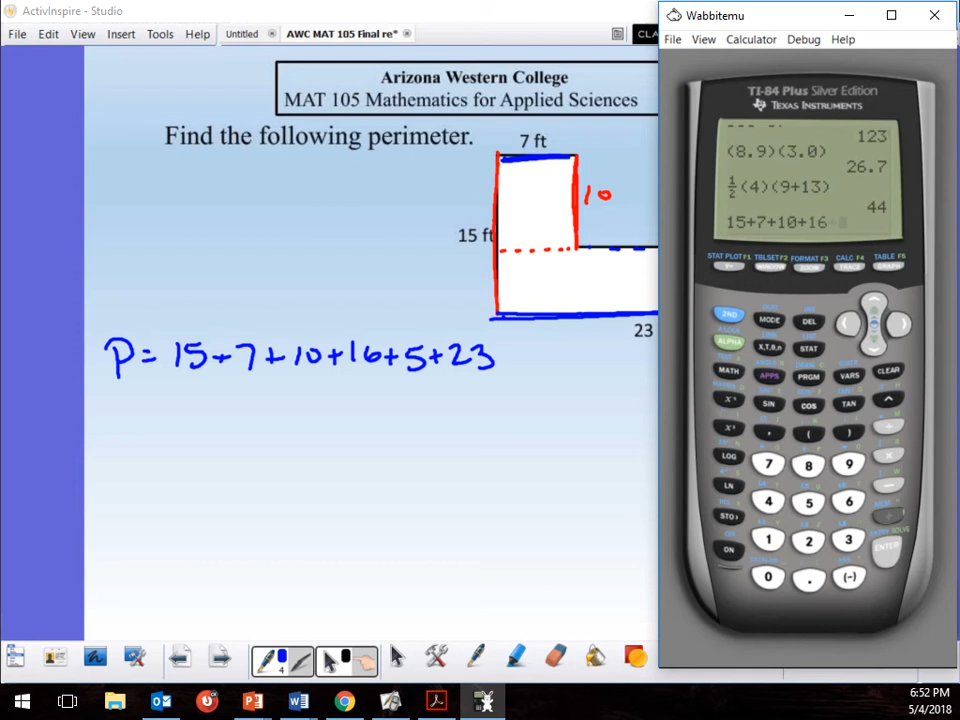 ActivInspire - Studio
File Edit View Insert Tools Help
Untitled
AWC MAT 105 Final re*
CLA
Arizona Western College
MAT 105 Mathematics for Applied Sciences
Find the following perimeter.
7 ft
10
15 ft
23
P = 15+7+10+16+5+23
4
Wabbitemu
File View Calculator Debug Help
TI-84 Plus Silver Edition
TEXAS INSTRUMENTS
123
(8.9)(3.0)
26.7
½(4)(9+13)
44
15+7+10+16+
STAT PLOT F1 TBLSET F2 FORMAT F3 CALC F4 TABLE F5
Y= WINDOW ZOOM TRACE GRAPH
2ND MODE DEL
ALPHA X,T,θ,n STAT
MATH APPS PRGM VARS CLEAR
SIN COS TAN ^
, ( ) ÷
LOG 7 8 9 ×
LN 4 5 6 −
STO› 1 2 3 +
ON 0 . (-) ENTER
6:52 PM
5/4/2018